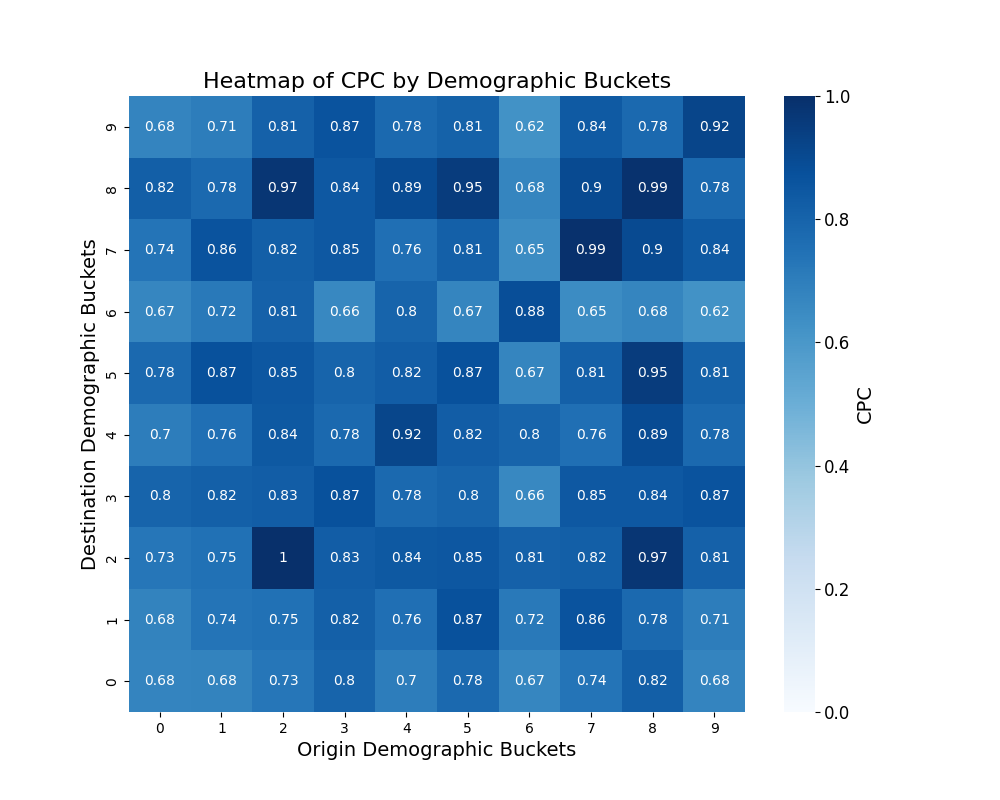 Heatmap of CPC by Demographic Buckets
9 0.68 0.71 0.81 0.87 0.78 0.81 0.62 0.84 0.78 0.92
8 0.82 0.78 0.97 0.84 0.89 0.95 0.68 0.9 0.99 0.78
7 0.74 0.86 0.82 0.85 0.76 0.81 0.65 0.99 0.9 0.84
6 0.67 0.72 0.81 0.66 0.8 0.67 0.88 0.65 0.68 0.62
5 0.78 0.87 0.85 0.8 0.82 0.87 0.67 0.81 0.95 0.81
4 0.7 0.76 0.84 0.78 0.92 0.82 0.8 0.76 0.89 0.78
3 0.8 0.82 0.83 0.87 0.78 0.8 0.66 0.85 0.84 0.87
2 0.73 0.75 1 0.83 0.84 0.85 0.81 0.82 0.97 0.81
1 0.68 0.74 0.75 0.82 0.76 0.87 0.72 0.86 0.78 0.71
0 0.68 0.68 0.73 0.8 0.7 0.78 0.67 0.74 0.82 0.68
0 1 2 3 4 5 6 7 8 9
Origin Demographic Buckets
Destination Demographic Buckets
1.0
0.8
0.6
0.4
0.2
0.0
CPC